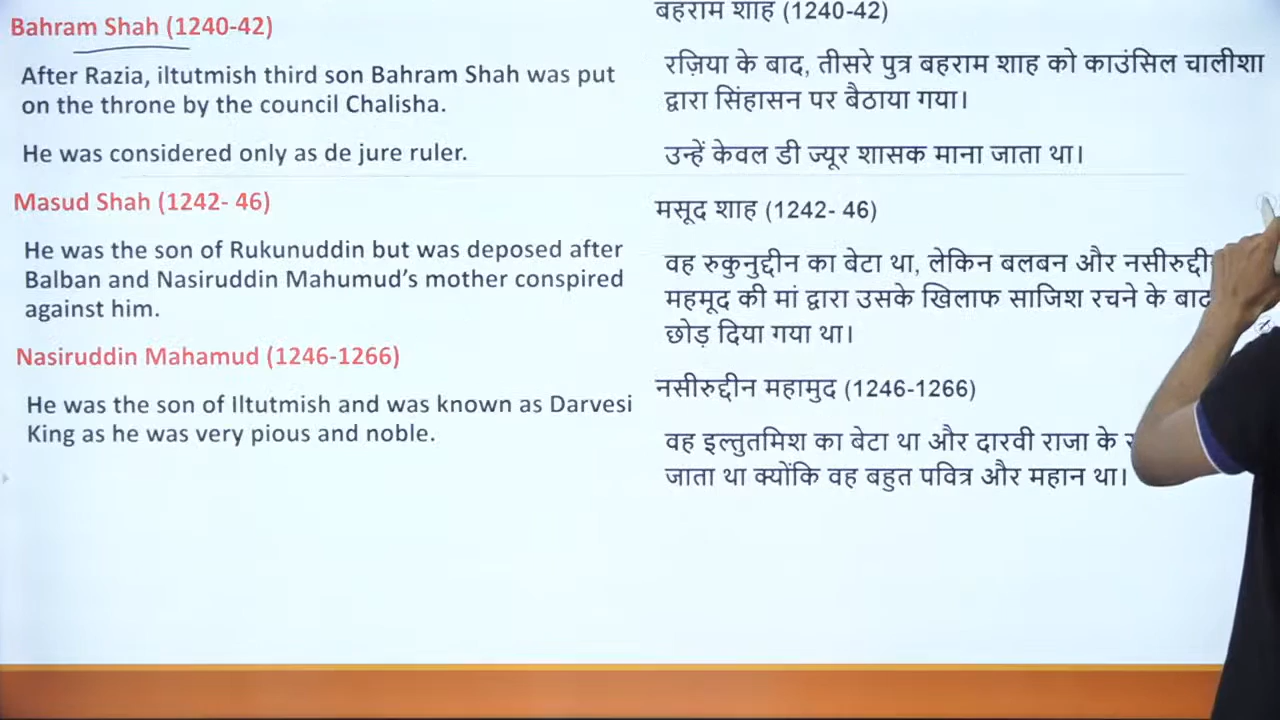 Bahram Shah (1240-42)
After Razia, iltutmish third son Bahram Shah was put
on the throne by the council Chalisha.
He was considered only as de jure ruler.
Masud Shah (1242- 46)
He was the son of Rukunuddin but was deposed after
Balban and Nasiruddin Mahumud’s mother conspired
against him.
Nasiruddin Mahamud (1246-1266)
He was the son of Iltutmish and was known as Darvesi
King as he was very pious and noble.
बहराम शाह (1240-42)
रज़िया के बाद, तीसरे पुत्र बहराम शाह को काउंसिल चालीशा
द्वारा सिंहासन पर बैठाया गया।
उन्हें केवल डी ज्यूर शासक माना जाता था।
मसूद शाह (1242- 46)
वह रुकुनुद्दीन का बेटा था, लेकिन बलबन और
महमूद की मां द्वारा उसके खिलाफ साजिश रचने के बाद
छोड़ दिया गया था।
नसीरुद्दीन महामुद (1246-1266)
वह इल्तुतमिश का बेटा था और दारवी राजा के
जाता था क्योंकि वह बहुत पवित्र और महान था।